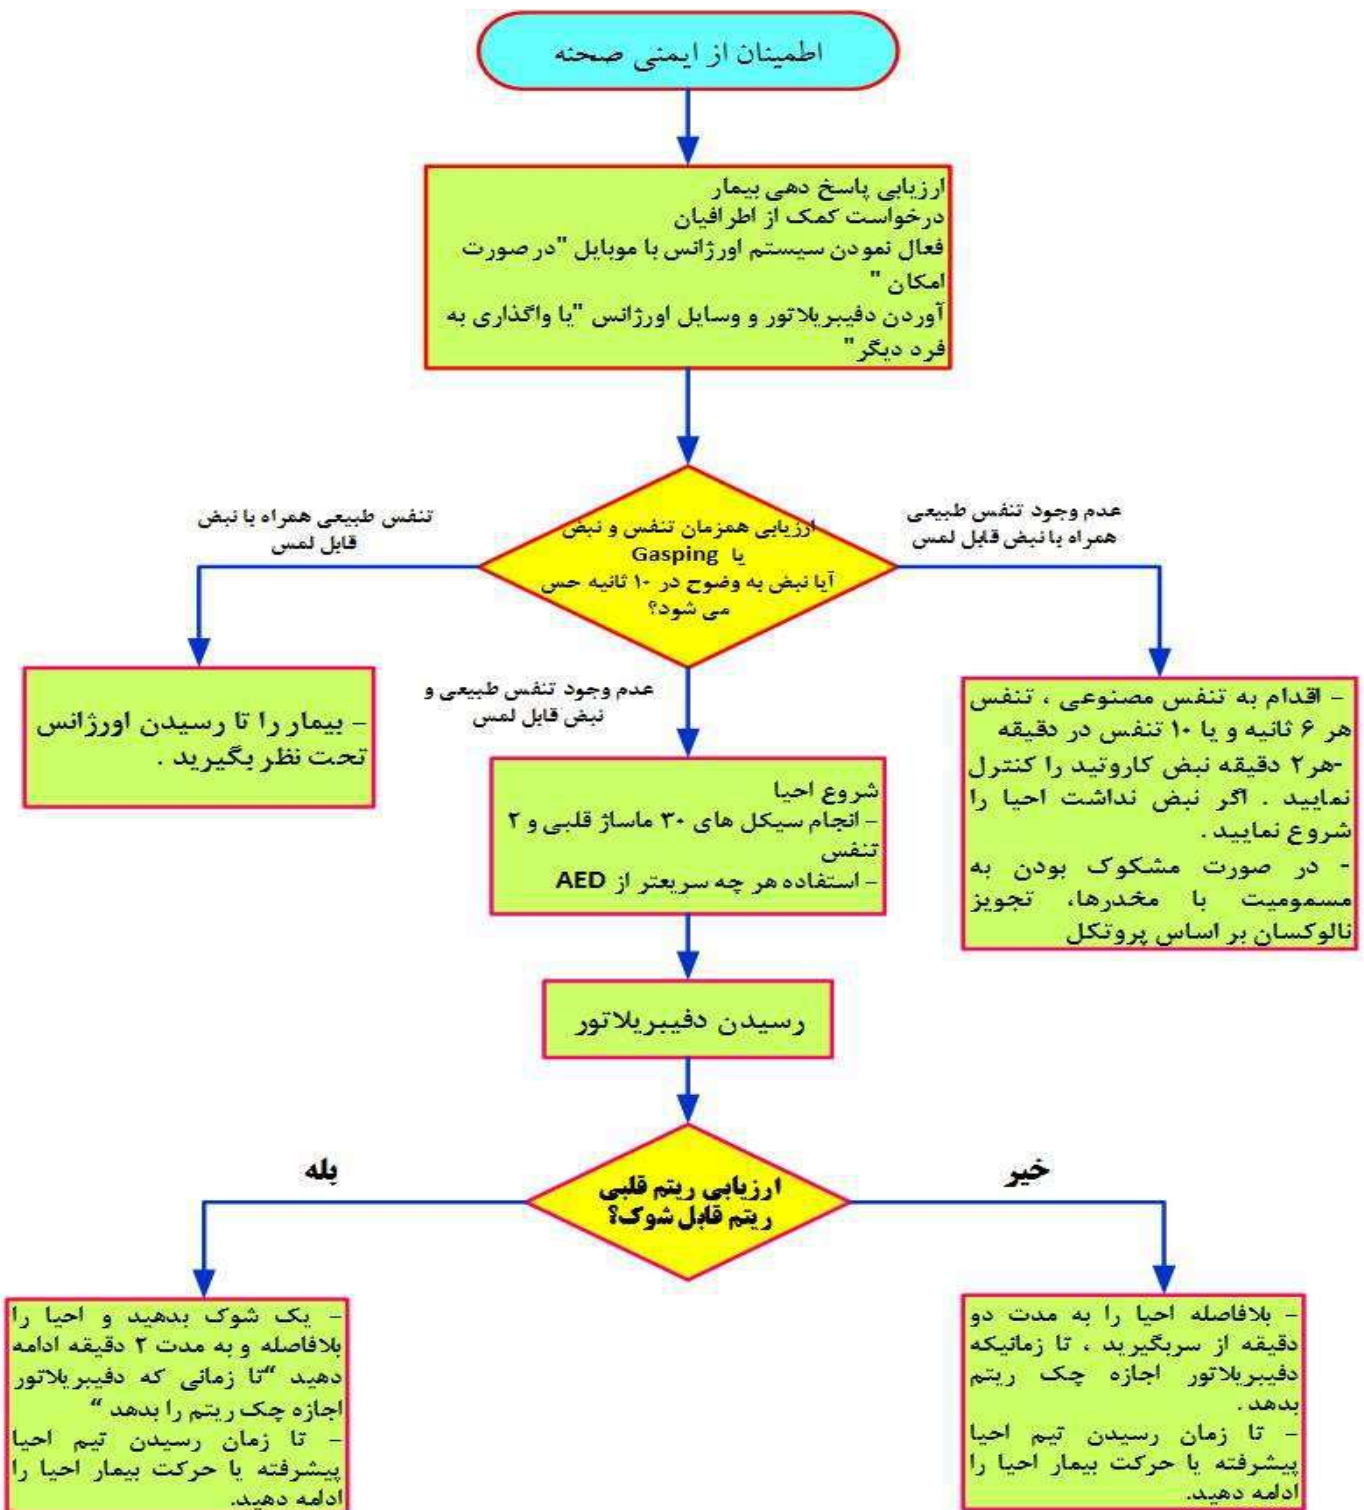 اطمینان از ایمنی صحنه
ارزیابی پاسخ دهی بیمار
درخواست کمک از اطرافیان
فعال نمودن سیستم اورژانس با موبایل "در صورت
امکان "
آوردن دفیبریلاتور و وسایل اورژانس "یا واگذاری به
فرد دیگر"
عدم وجود تنفس طبیعی
همراه با نبض قابل لمس
ارزیابی همزمان تنفس و نبض
یا Gasping
آیا نبض به وضوح در ۱۰ ثانیه حس
می شود؟
تنفس طبیعی همراه با نبض
قابل لمس
- اقدام به تنفس مصنوعی ، تنفس
هر ۶ ثانیه و یا ۱۰ تنفس در دقیقه
-هر۲ دقیقه نبض کاروتید را کنترل
نمایید . اگر نبض نداشت احیا را
شروع نمایید .
- در صورت مشکوک بودن به
مسمومیت با مخدرها، تجویز
نالوکسان بر اساس پروتکل
عدم وجود تنفس طبیعی و
نبض قابل لمس
– بیمار را تا رسیدن اورژانس
تحت نظر بگیرید .
شروع احیا
– انجام سیکل های ۳۰ ماساژ قلبی و ۲
تنفس
– استفاده هر چه سریعتر از AED
رسیدن دفیبریلاتور
ارزیابی ریتم قلبی
ریتم قابل شوک؟
خیر
بله
– بلافاصله احیا را به مدت دو
دقیقه از سربگیرید ، تا زمانیکه
دفیبریلاتور اجازه چک ریتم
بدهد .
– تا زمان رسیدن تیم احیا
پیشرفته یا حرکت بیمار احیا را
ادامه دهید.
– یک شوک بدهید و احیا را
بلافاصله و به مدت ۲ دقیقه ادامه
دهید “تا زمانی که دفیبریلاتور
اجازه چک ریتم را بدهد “
– تا زمان رسیدن تیم احیا
پیشرفته یا حرکت بیمار احیا را
ادامه دهید.